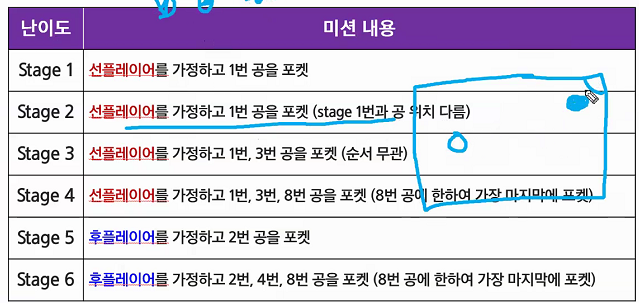 난이도 미션 내용
Stage 1 선플레이어를 가정하고 1번 공을 포켓
Stage 2 선플레이어를 가정하고 1번 공을 포켓 (stage 1번과 공 위치 다름)
Stage 3 선플레이어를 가정하고 1번, 3번 공을 포켓 (순서 무관)
Stage 4 선플레이어를 가정하고 1번, 3번, 8번 공을 포켓 (8번 공에 한하여 가장 마지막에 포켓)
Stage 5 후플레이어를 가정하고 2번 공을 포켓
Stage 6 후플레이어를 가정하고 2번, 4번, 8번 공을 포켓 (8번 공에 한하여 가장 마지막에 포켓)